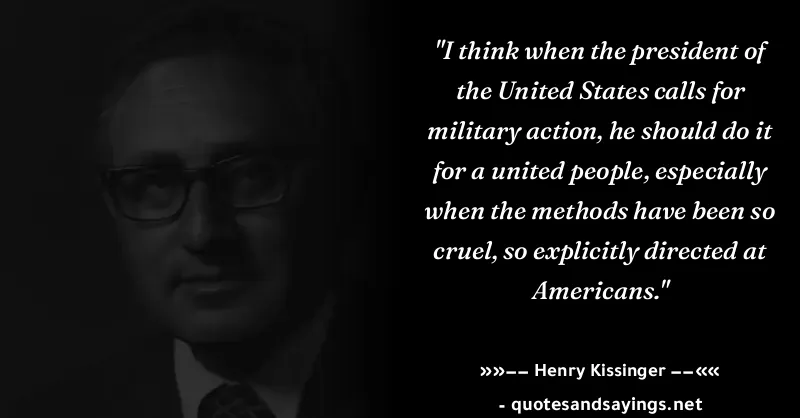 "I think when the president of
the United States calls for
military action, he should do it
for a united people, especially
when the methods have been so
cruel, so explicitly directed at
Americans."
»»−− Henry Kissinger −−««
- quotesandsayings.net